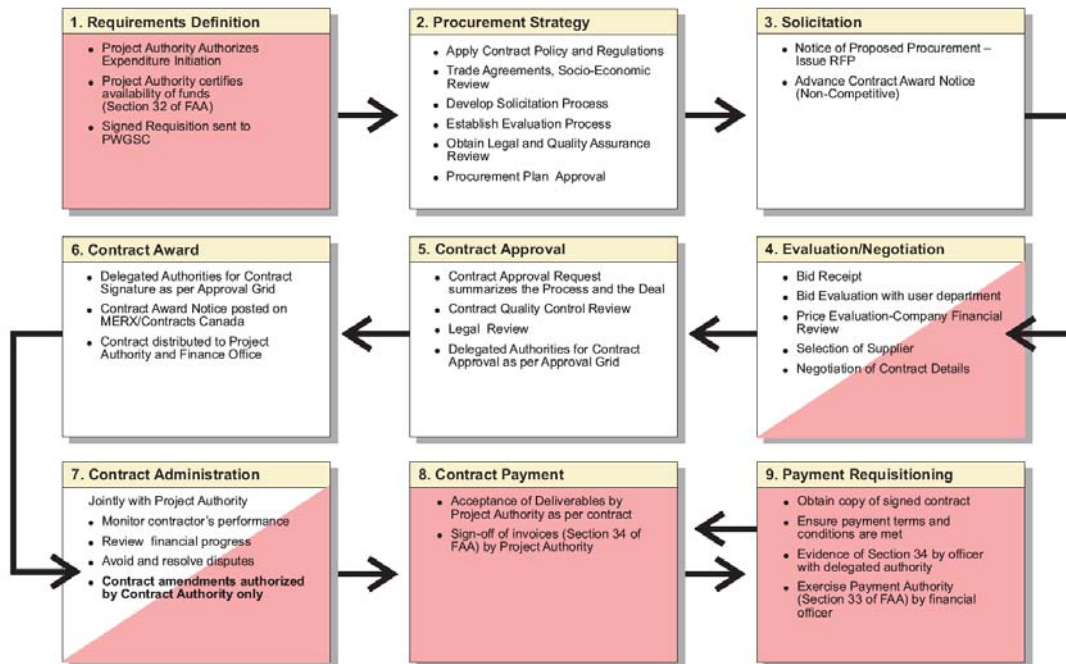 1. Requirements Definition
• Project Authority Authorizes
Expenditure Initiation
• Project Authority certifies
availability of funds
(Section 32 of FAA)
• Signed Requisition sent to
PWGSC
2. Procurement Strategy
• Apply Contract Policy and Regulations
• Trade Agreements, Socio-Economic
Review
• Develop Solicitation Process
• Establish Evaluation Process
• Obtain Legal and Quality Assurance
Review
• Procurement Plan Approval
3. Solicitation
• Notice of Proposed Procurement –
Issue RFP
• Advance Contract Award Notice
(Non-Competitive)
4. Evaluation/Negotiation
• Bid Receipt
• Bid Evaluation with user department
• Price Evaluation-Company Financial
Review
• Selection of Supplier
• Negotiation of Contract Details
5. Contract Approval
• Contract Approval Request
summarizes the Process and the Deal
• Contract Quality Control Review
• Legal Review
• Delegated Authorities for Contract
Approval as per Approval Grid
6. Contract Award
• Delegated Authorities for Contract
Signature as per Approval Grid
• Contract Award Notice posted on
MERX/Contracts Canada
• Contract distributed to Project
Authority and Finance Office
7. Contract Administration
Jointly with Project Authority
• Monitor contractor's performance
• Review financial progress
• Avoid and resolve disputes
• Contract amendments authorized
by Contract Authority only
8. Contract Payment
• Acceptance of Deliverables by
Project Authority as per contract
• Sign-off of invoices (Section 34 of
FAA) by Project Authority
9. Payment Requisitioning
• Obtain copy of signed contract
• Ensure payment terms and
conditions are met
• Evidence of Section 34 by officer
with delegated authority
• Exercise Payment Authority
(Section 33 of FAA) by financial
officer